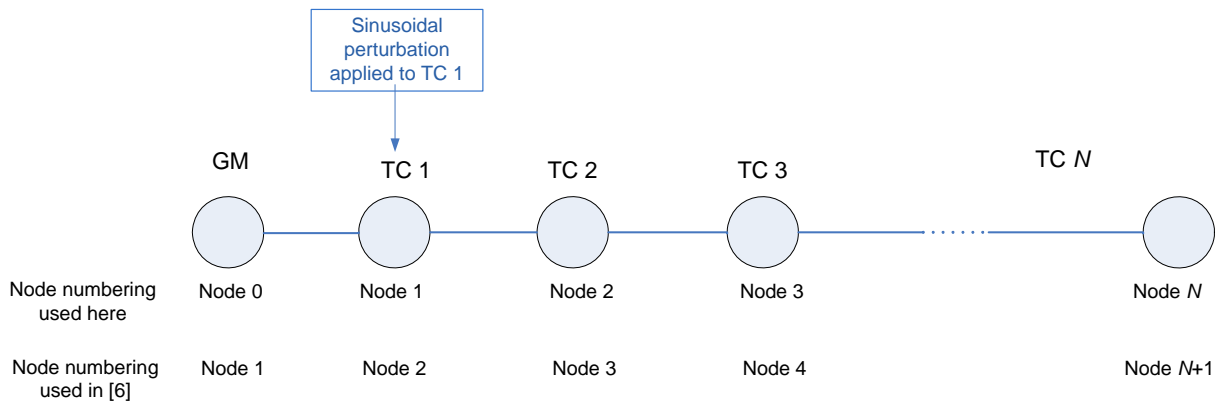 Sinusoidal
perturbation
applied to TC 1
GM
TC 1
TC 2
TC 3
TC N
Node numbering
used here
Node 0
Node 1
Node 2
Node 3
Node N
Node numbering
used in [6]
Node 1
Node 2
Node 3
Node 4
Node N+1